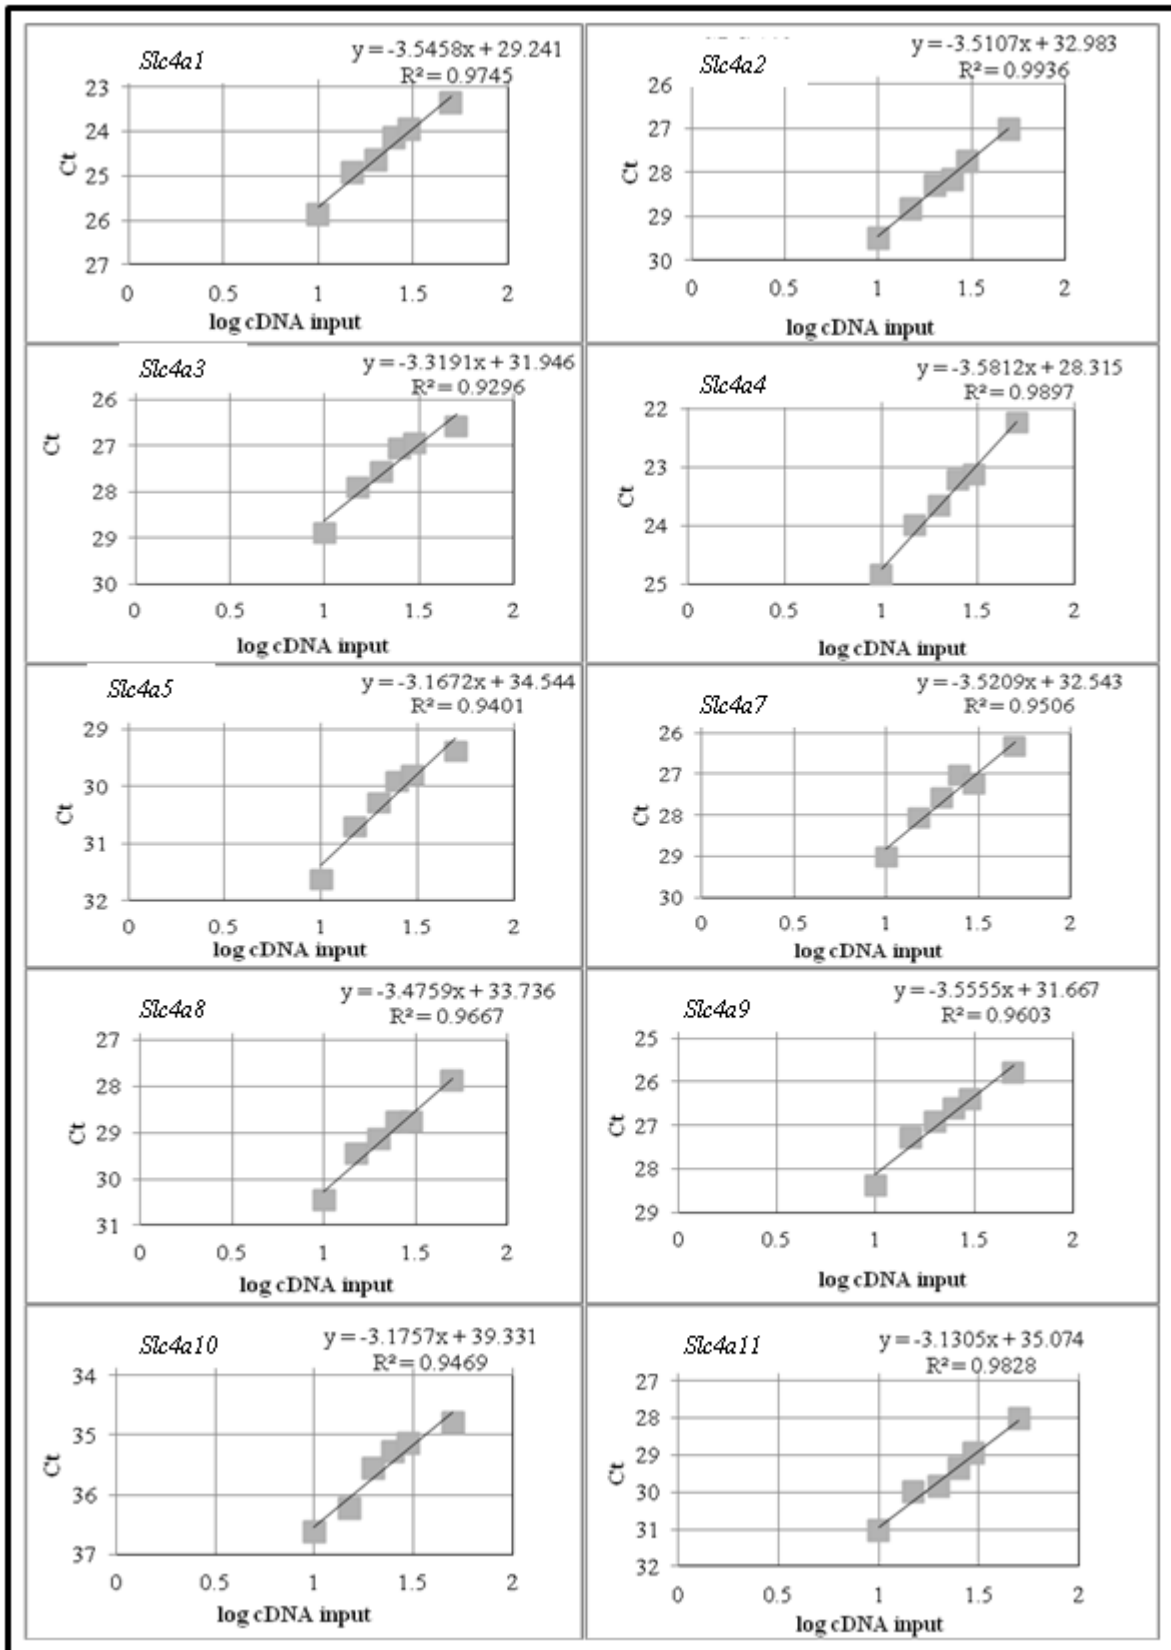 Slc4a1
y = -3.5458x + 29.241
R² = 0.9745
23
24
25
26
27
Ct
0 0.5 1 1.5 2
log cDNA input
Slc4a2
y = -3.5107x + 32.983
R² = 0.9936
26
27
28
29
30
Ct
0 0.5 1 1.5 2
log cDNA input
Slc4a3
y = -3.3191x + 31.946
R² = 0.9296
26
27
28
29
30
Ct
0 0.5 1 1.5 2
log cDNA input
Slc4a4
y = -3.5812x + 28.315
R² = 0.9897
22
23
24
25
Ct
0 0.5 1 1.5 2
log cDNA input
Slc4a5
y = -3.1672x + 34.544
R² = 0.9401
29
30
31
32
Ct
0 0.5 1 1.5 2
log cDNA input
Slc4a7
y = -3.5209x + 32.543
R² = 0.9506
26
27
28
29
30
Ct
0 0.5 1 1.5 2
log cDNA input
Slc4a8
y = -3.4759x + 33.736
R² = 0.9667
27
28
29
30
31
Ct
0 0.5 1 1.5 2
log cDNA input
Slc4a9
y = -3.5555x + 31.667
R² = 0.9603
25
26
27
28
29
Ct
0 0.5 1 1.5 2
log cDNA input
Slc4a10
y = -3.1757x + 39.331
R² = 0.9469
34
35
36
37
Ct
0 0.5 1 1.5 2
log cDNA input
Slc4a11
y = -3.1305x + 35.074
R² = 0.9828
27
28
29
30
31
32
Ct
0 0.5 1 1.5 2
log cDNA input